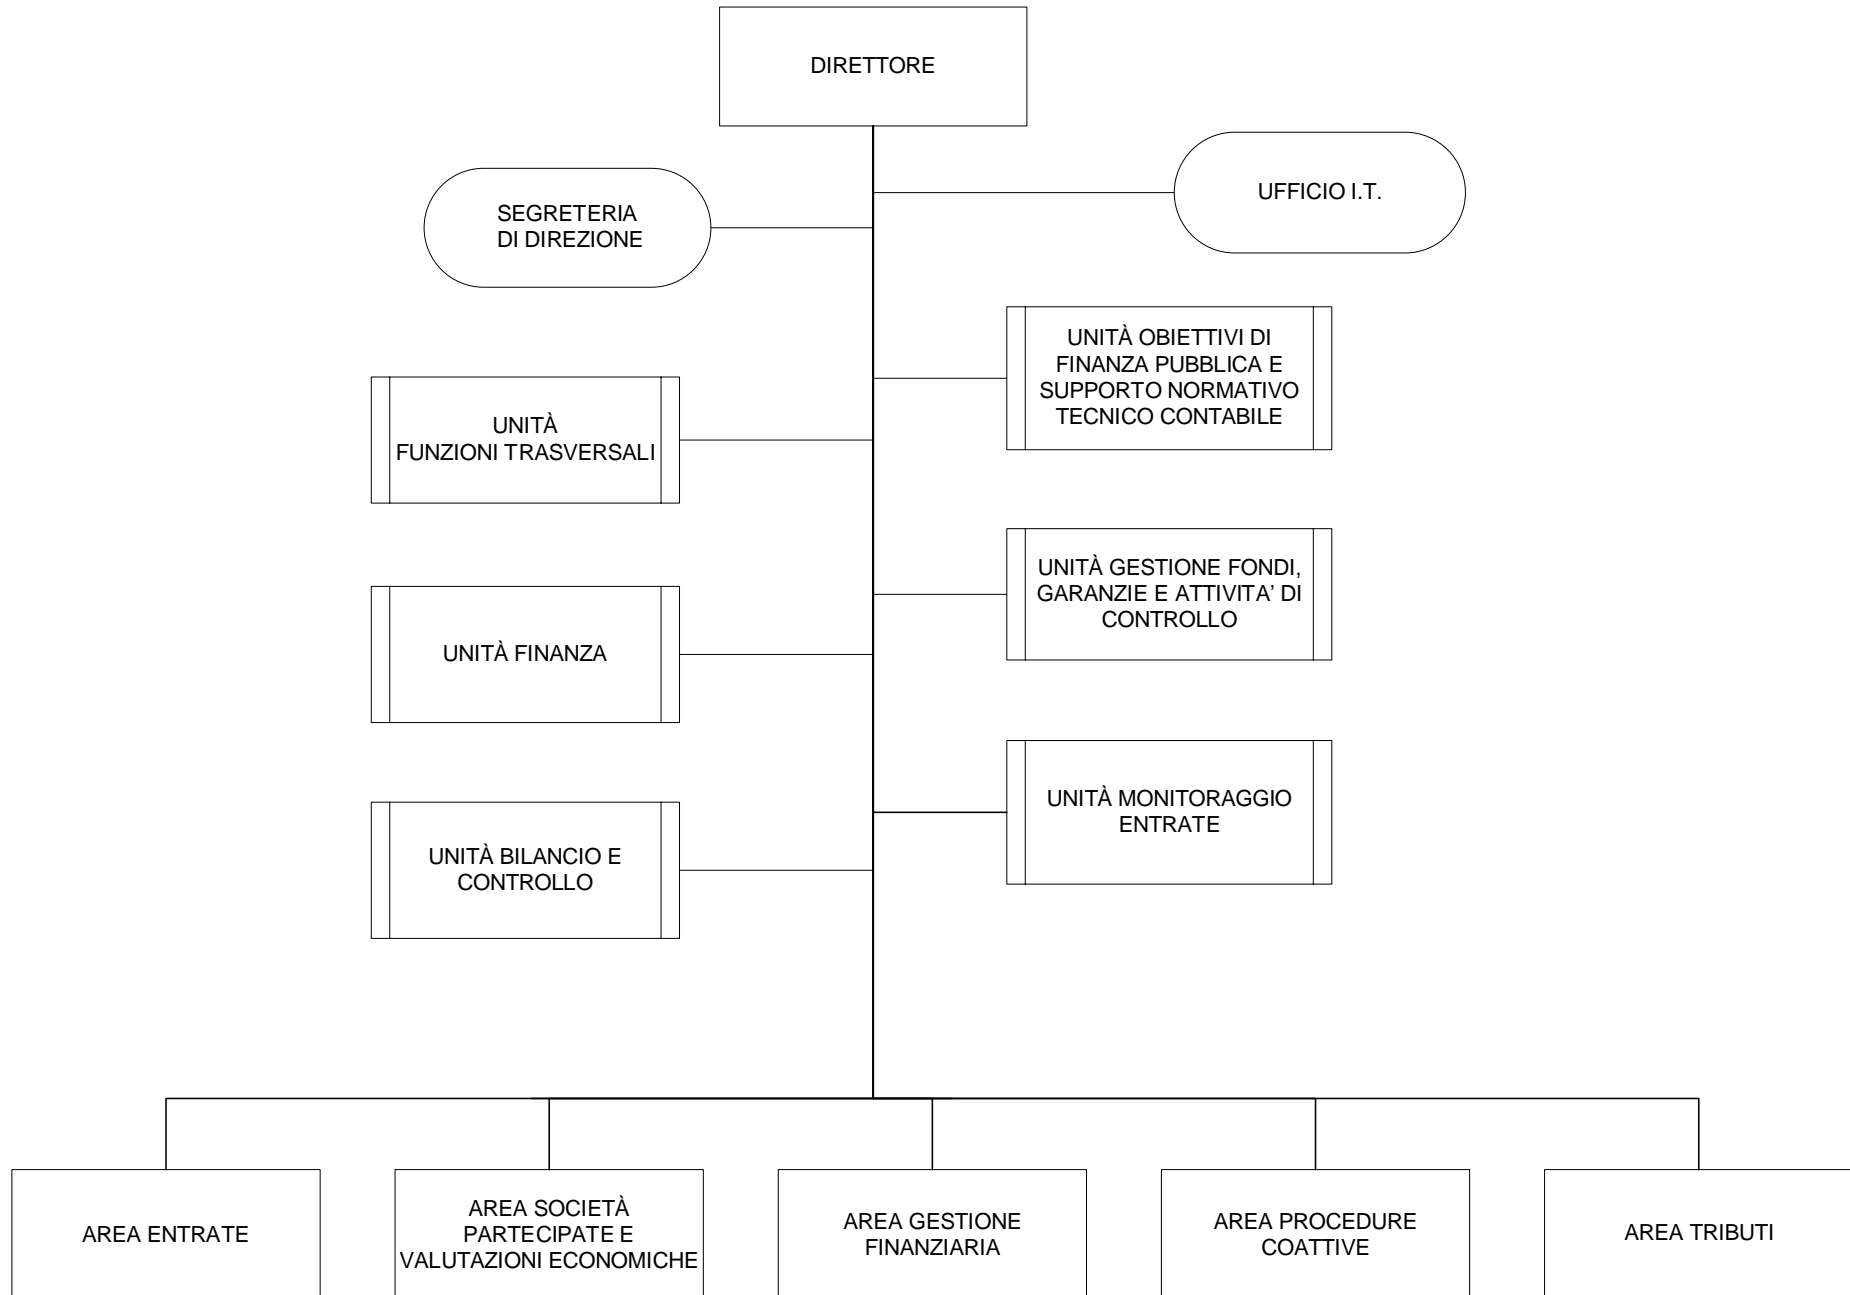 DIRETTORE
UFFICIO I.T.
SEGRETERIA
DI DIREZIONE
UNITÀ OBIETTIVI DI
FINANZA PUBBLICA E
SUPPORTO NORMATIVO
TECNICO CONTABILE
UNITÀ
FUNZIONI TRASVERSALI
UNITÀ GESTIONE FONDI,
GARANZIE E ATTIVITA’ DI
CONTROLLO
UNITÀ FINANZA
UNITÀ MONITORAGGIO
ENTRATE
UNITÀ BILANCIO E
CONTROLLO
AREA ENTRATE
AREA SOCIETÀ
PARTECIPATE E
VALUTAZIONI ECONOMICHE
AREA GESTIONE
FINANZIARIA
AREA PROCEDURE
COATTIVE
AREA TRIBUTI